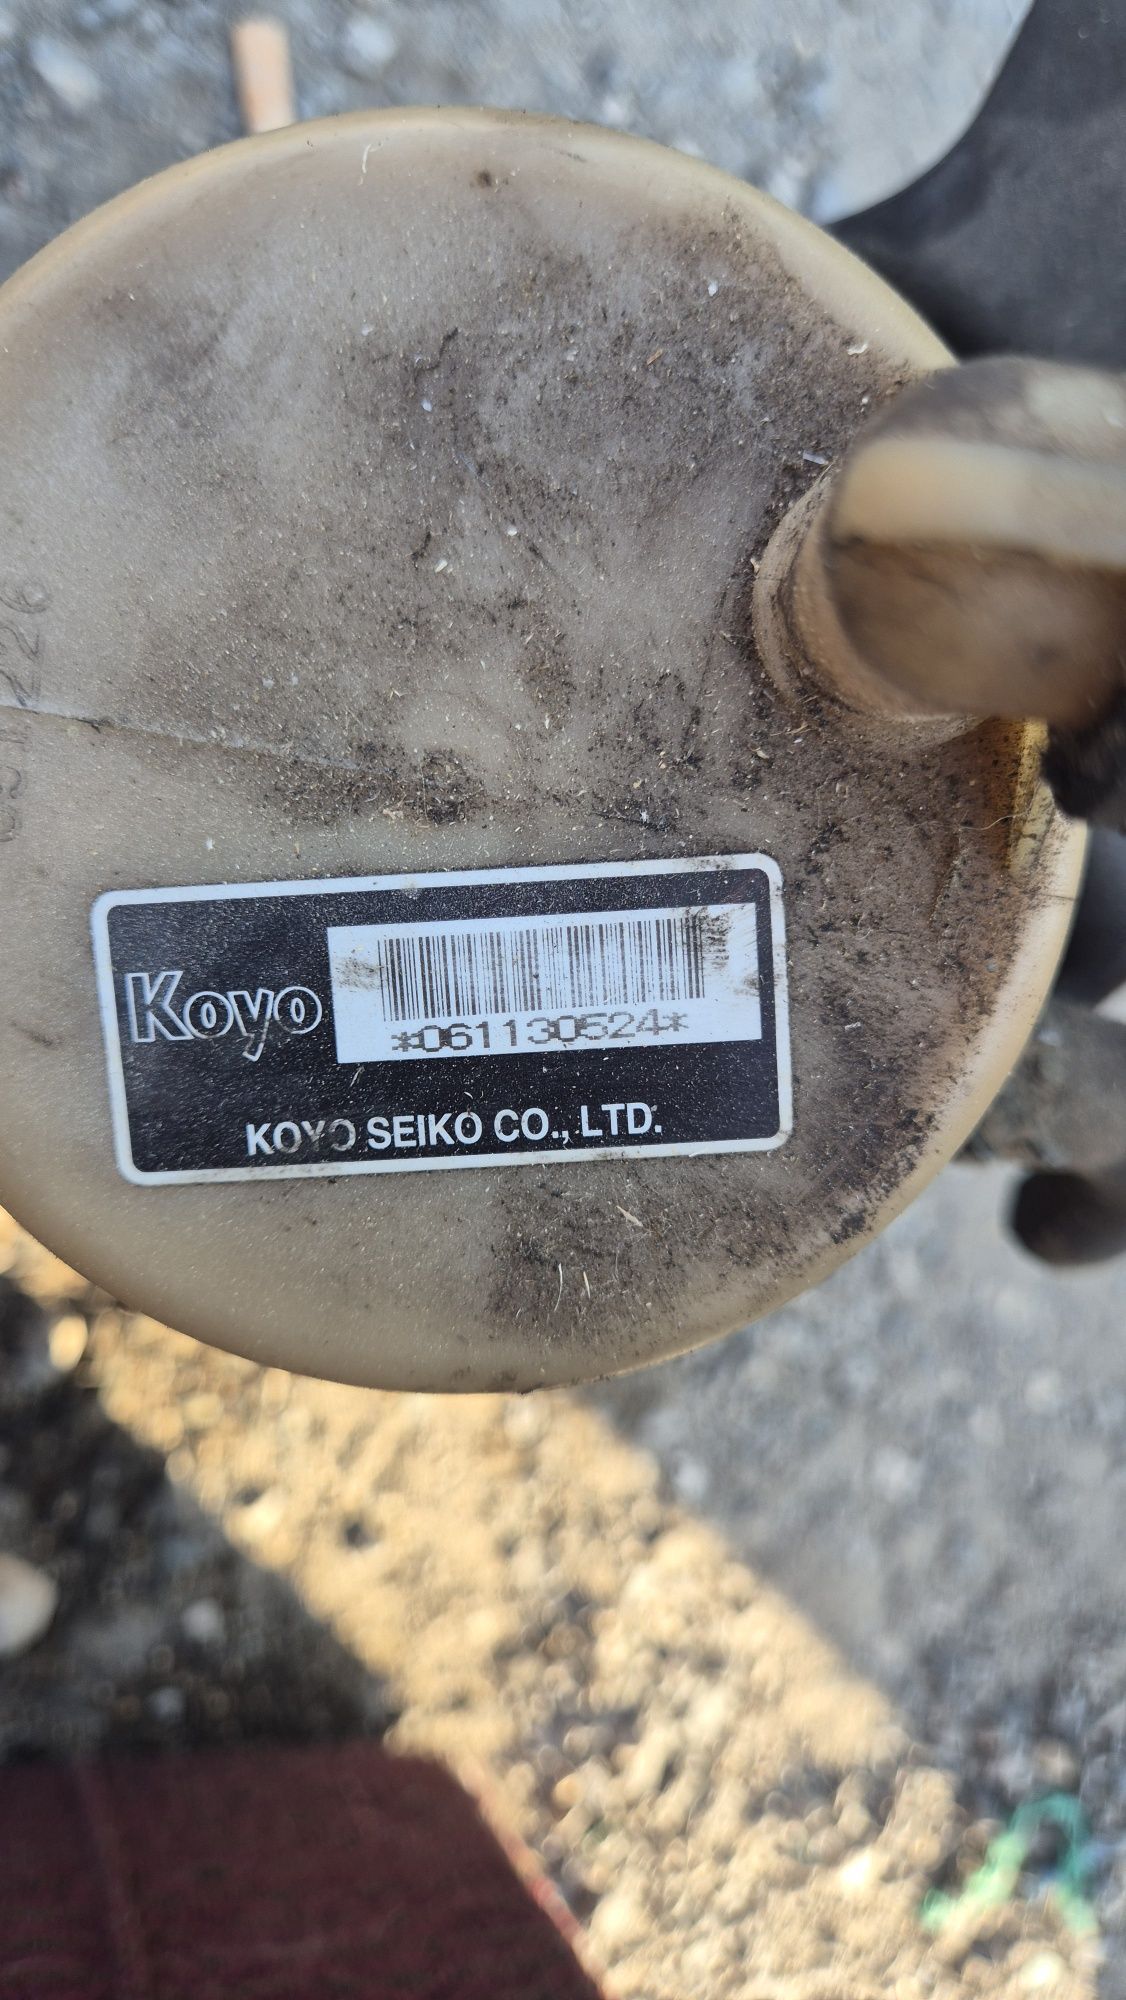 Koyo
*061130524*
KOYO SEIKO CO., LTD.